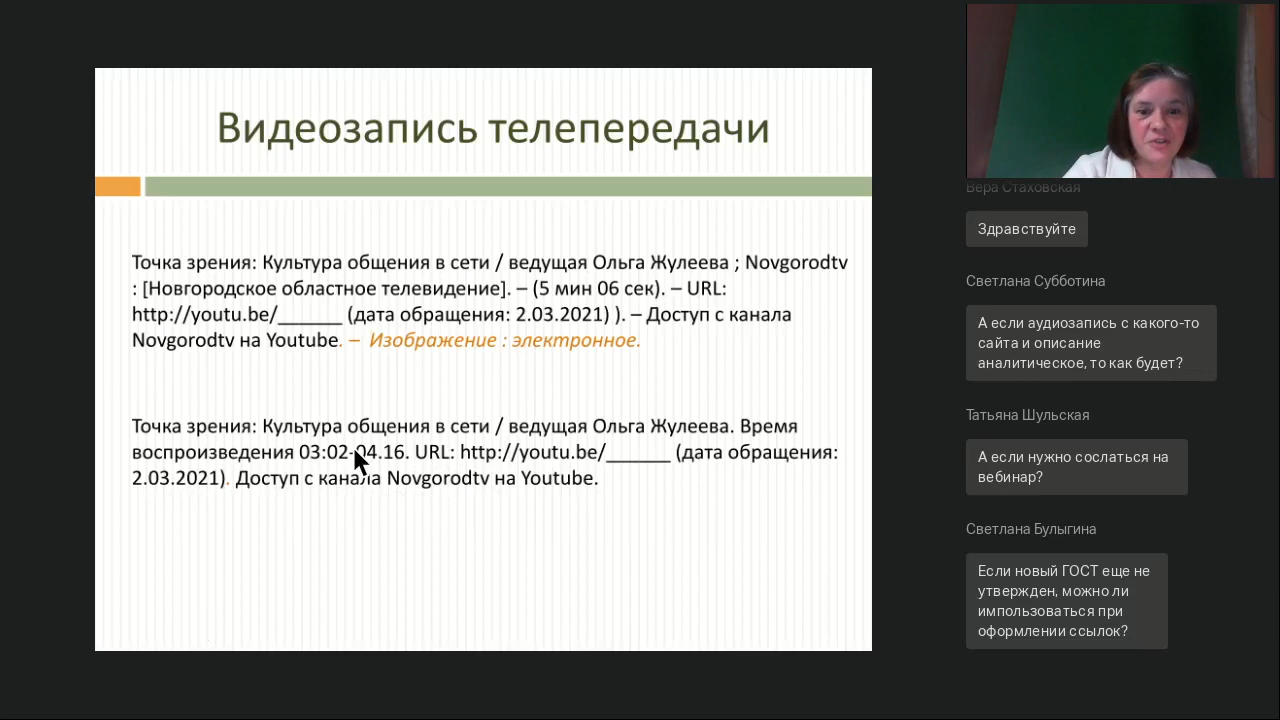 Видеозапись телепередачи
Точка зрения: Культура общения в сети / ведущая Ольга Жулеева ; Novgorodtv
: [Новгородское областное телевидение]. – (5 мин 06 сек). – URL:
http://youtu.be/______ (дата обращения: 2.03.2021) ). – Доступ с канала
Novgorodtv на Youtube. – Изображение : электронное.
Точка зрения: Культура общения в сети / ведущая Ольга Жулеева. Время
воспроизведения 03:02-04.16. URL: http://youtu.be/______ (дата обращения:
2.03.2021). Доступ с канала Novgorodtv на Youtube.
Вера Стаховская
Здравствуйте
Светлана Субботина
А если аудиозапись с какого-то
сайта и описание
аналитическое, то как будет?
Татьяна Шульская
А если нужно сослаться на
вебинар?
Светлана Булыгина
Если новый ГОСТ еще не
утвержден, можно ли
импользоваться при
оформлении ссылок?